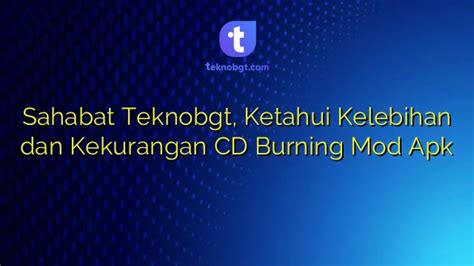 t
teknobgt.com
Sahabat Teknobgt, Ketahui Kelebihan
dan Kekurangan CD Burning Mod Apk